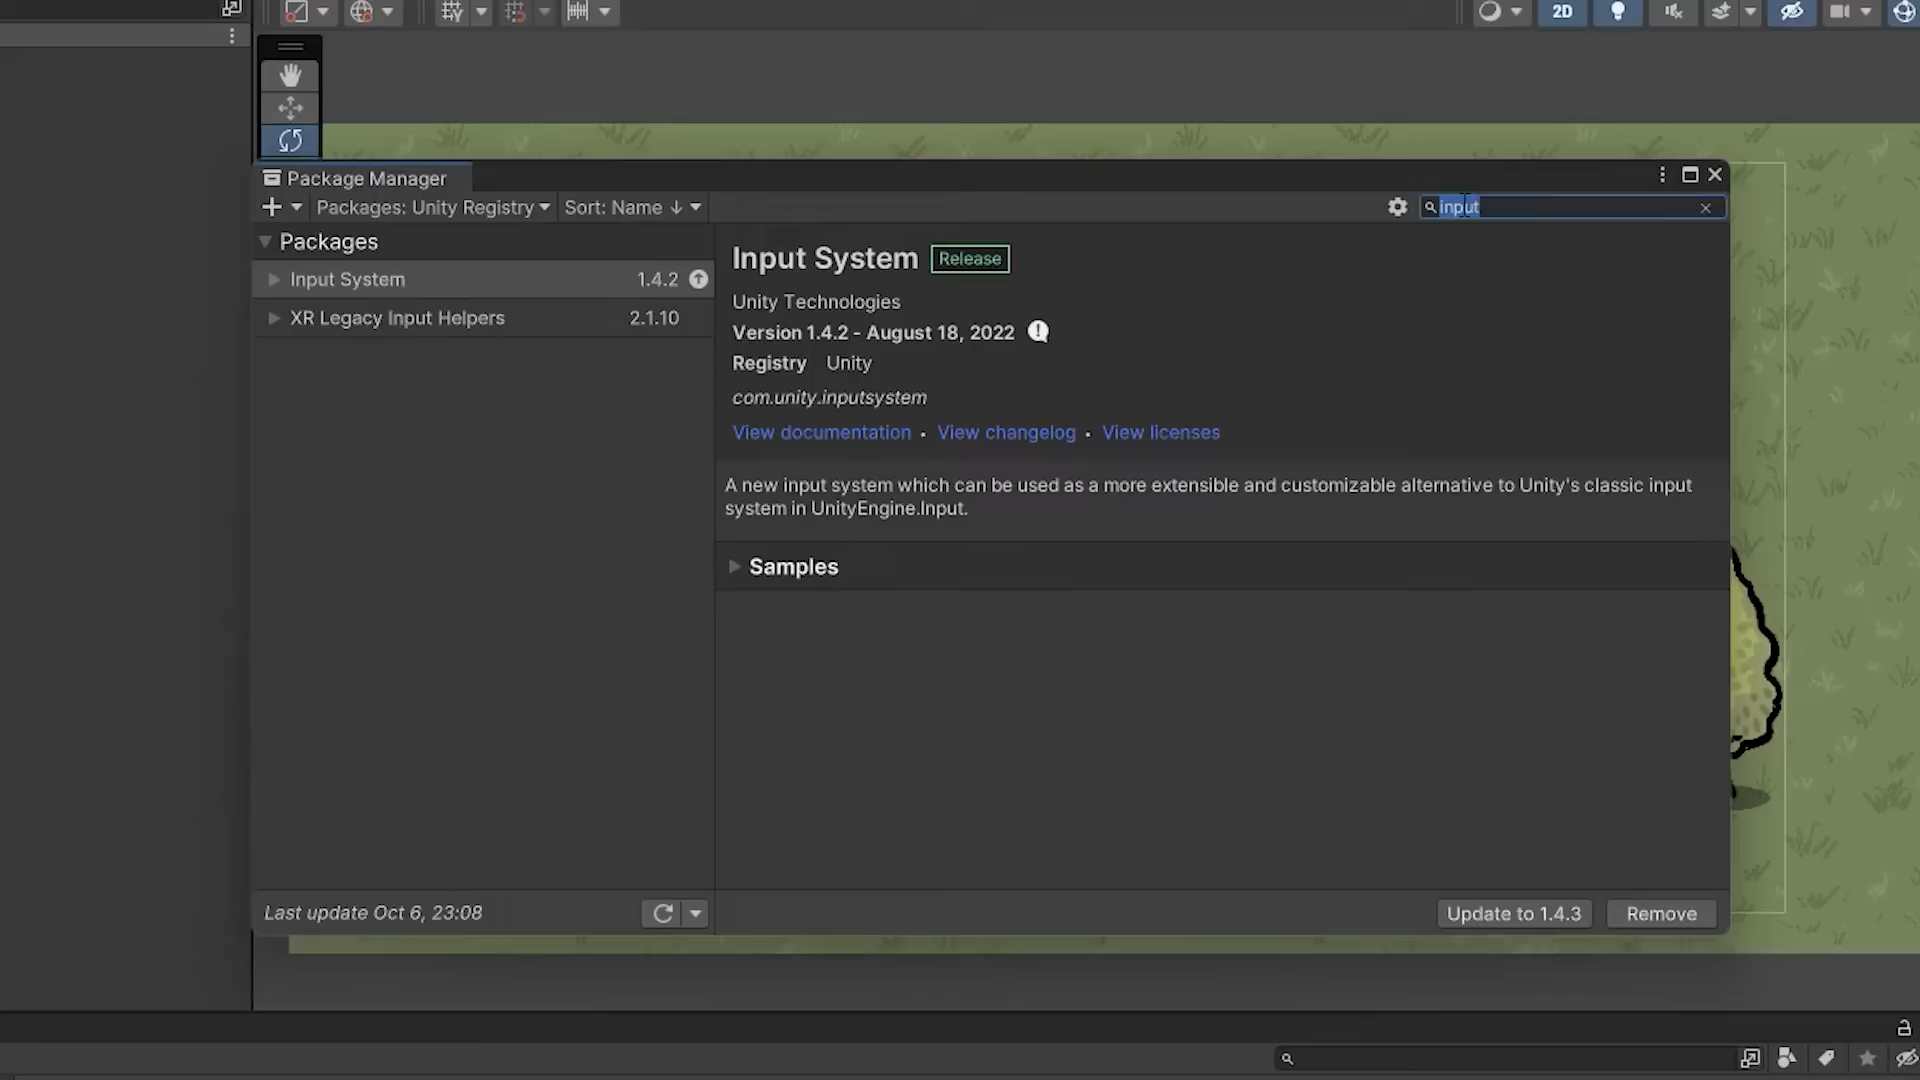 2D
Package Manager
Packages: Unity Registry
Sort: Name ↓
input
Packages
Input System 1.4.2
XR Legacy Input Helpers 2.1.10
Input System Release
Unity Technologies
Version 1.4.2 - August 18, 2022
Registry Unity
com.unity.inputsystem
View documentation • View changelog • View licenses
A new input system which can be used as a more extensible and customizable alternative to Unity's classic input
system in UnityEngine.Input.
Samples
Last update Oct 6, 23:08
Update to 1.4.3
Remove